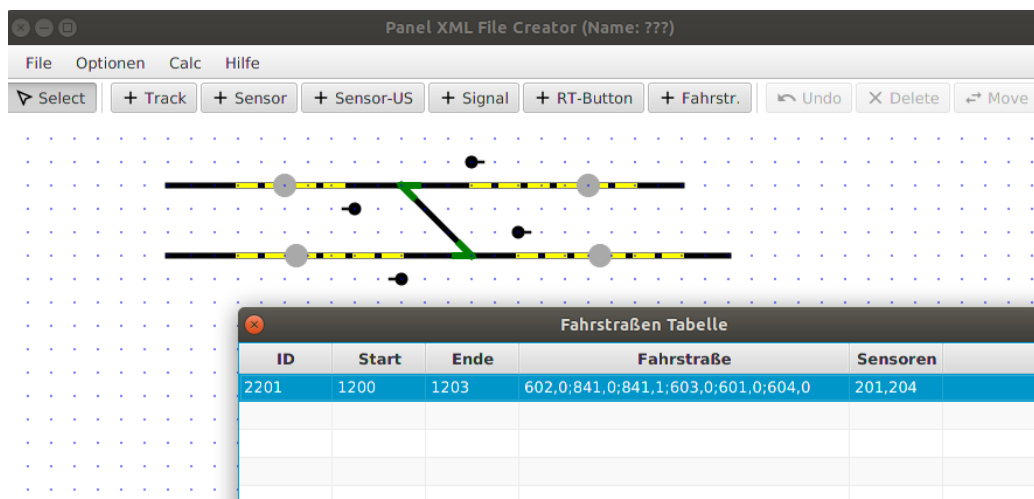 Panel XML File Creator (Name: ???)
File Optionen Calc Hilfe
Select + Track + Sensor + Sensor-US + Signal + RT-Button + Fahrstr. Undo Delete Move
Fahrstraßen Tabelle
ID Start Ende Fahrstraße Sensoren
2201 1200 1203 602,0;841,0;841,1;603,0;601,0;604,0 201,204